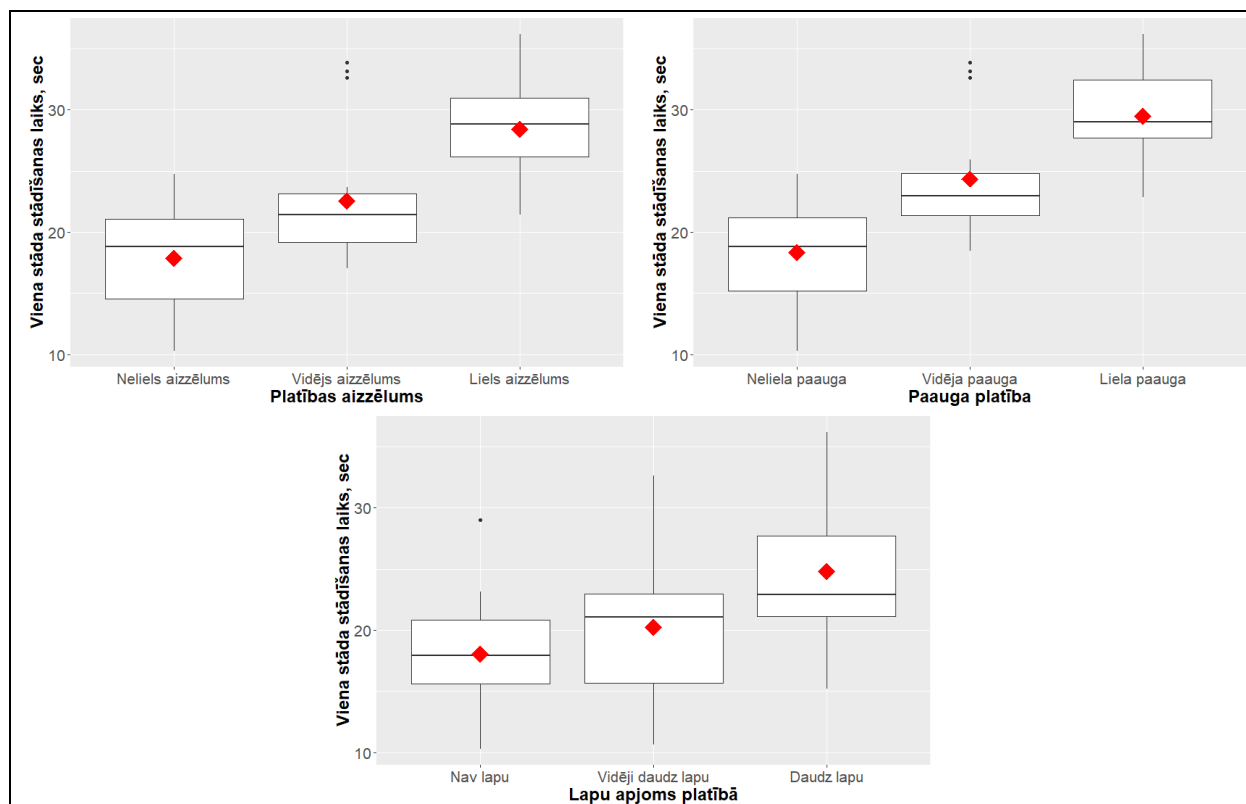 Viena stādīšanas laiks, sec
30
20
10
Neliels aizzēlums Vidējs aizzēlums Liels aizzēlums
Platības aizzēlums
Viena stāda stādīšanas laiks, sec
30
20
10
Neliela paauga Vidēja paauga Liela paauga
Paauga platība
Viena stāda stādīšanas laiks, sec
30
20
10
Nav lapu Vidēji daudz lapu Daudz lapu
Lapu apjoms platībā